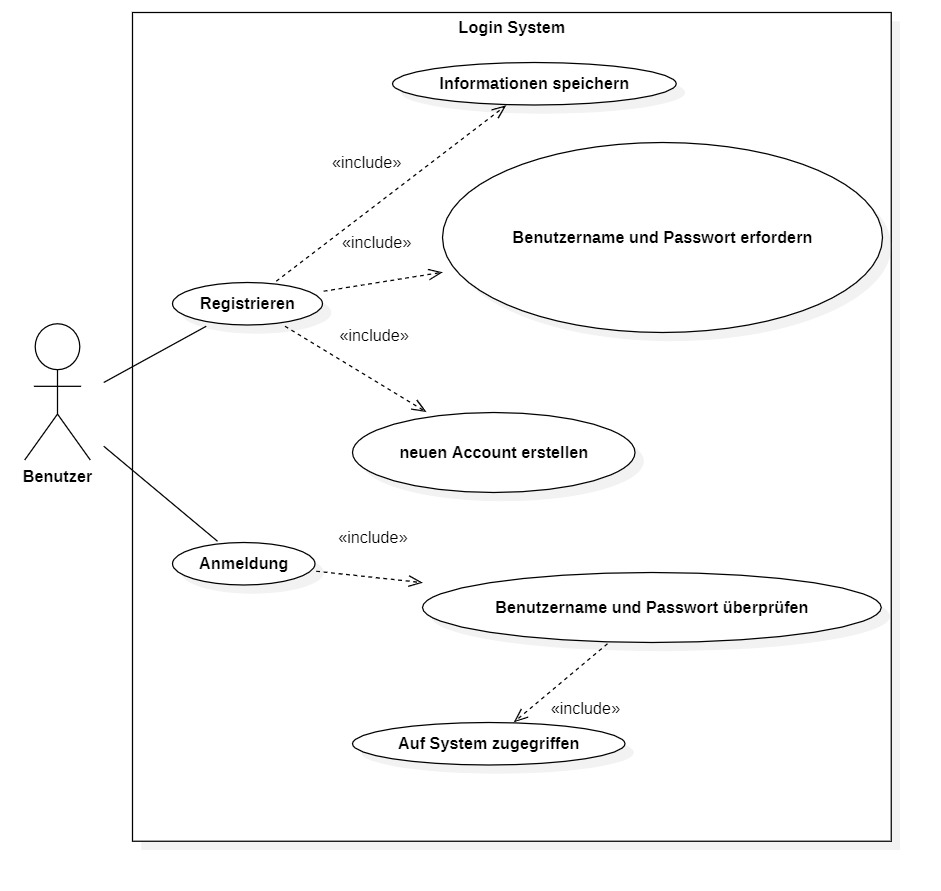 Login System
Informationen speichern
«include»
Benutzername und Passwort erfordern
«include»
Registrieren
«include»
neuen Account erstellen
Benutzer
«include»
Anmeldung
Benutzername und Passwort überprüfen
«include»
Auf System zugegriffen